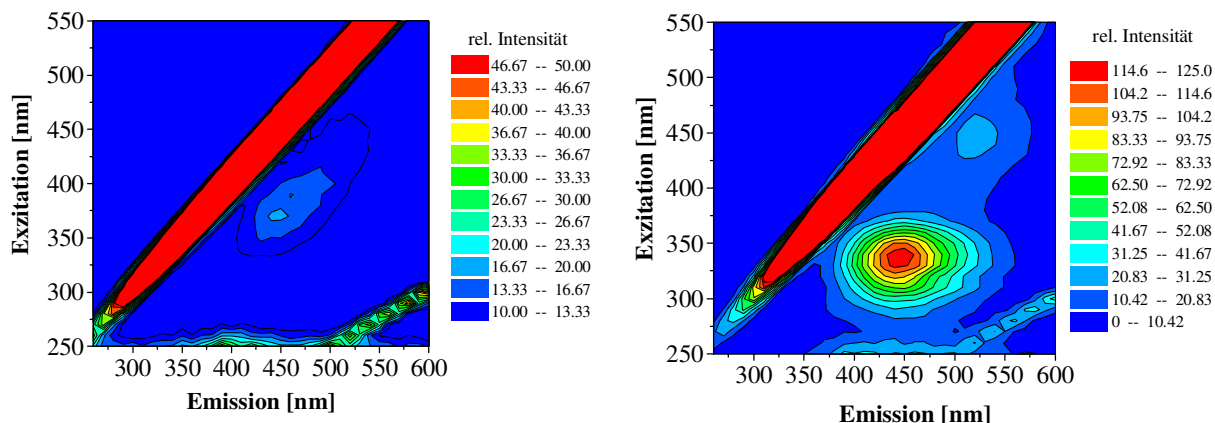 rel. Intensität
46.67 -- 50.00
43.33 -- 46.67
40.00 -- 43.33
36.67 -- 40.00
33.33 -- 36.67
30.00 -- 33.33
26.67 -- 30.00
23.33 -- 26.67
20.00 -- 23.33
16.67 -- 20.00
13.33 -- 16.67
10.00 -- 13.33
Exzitation [nm]
550
500
450
400
350
300
250
300 350 400 450 500 550 600
Emission [nm]
rel. Intensität
114.6 -- 125.0
104.2 -- 114.6
93.75 -- 104.2
83.33 -- 93.75
72.92 -- 83.33
62.50 -- 72.92
52.08 -- 62.50
41.67 -- 52.08
31.25 -- 41.67
20.83 -- 31.25
10.42 -- 20.83
0 -- 10.42
Exzitation [nm]
550
500
450
400
350
300
250
300 350 400 450 500 550 600
Emission [nm]